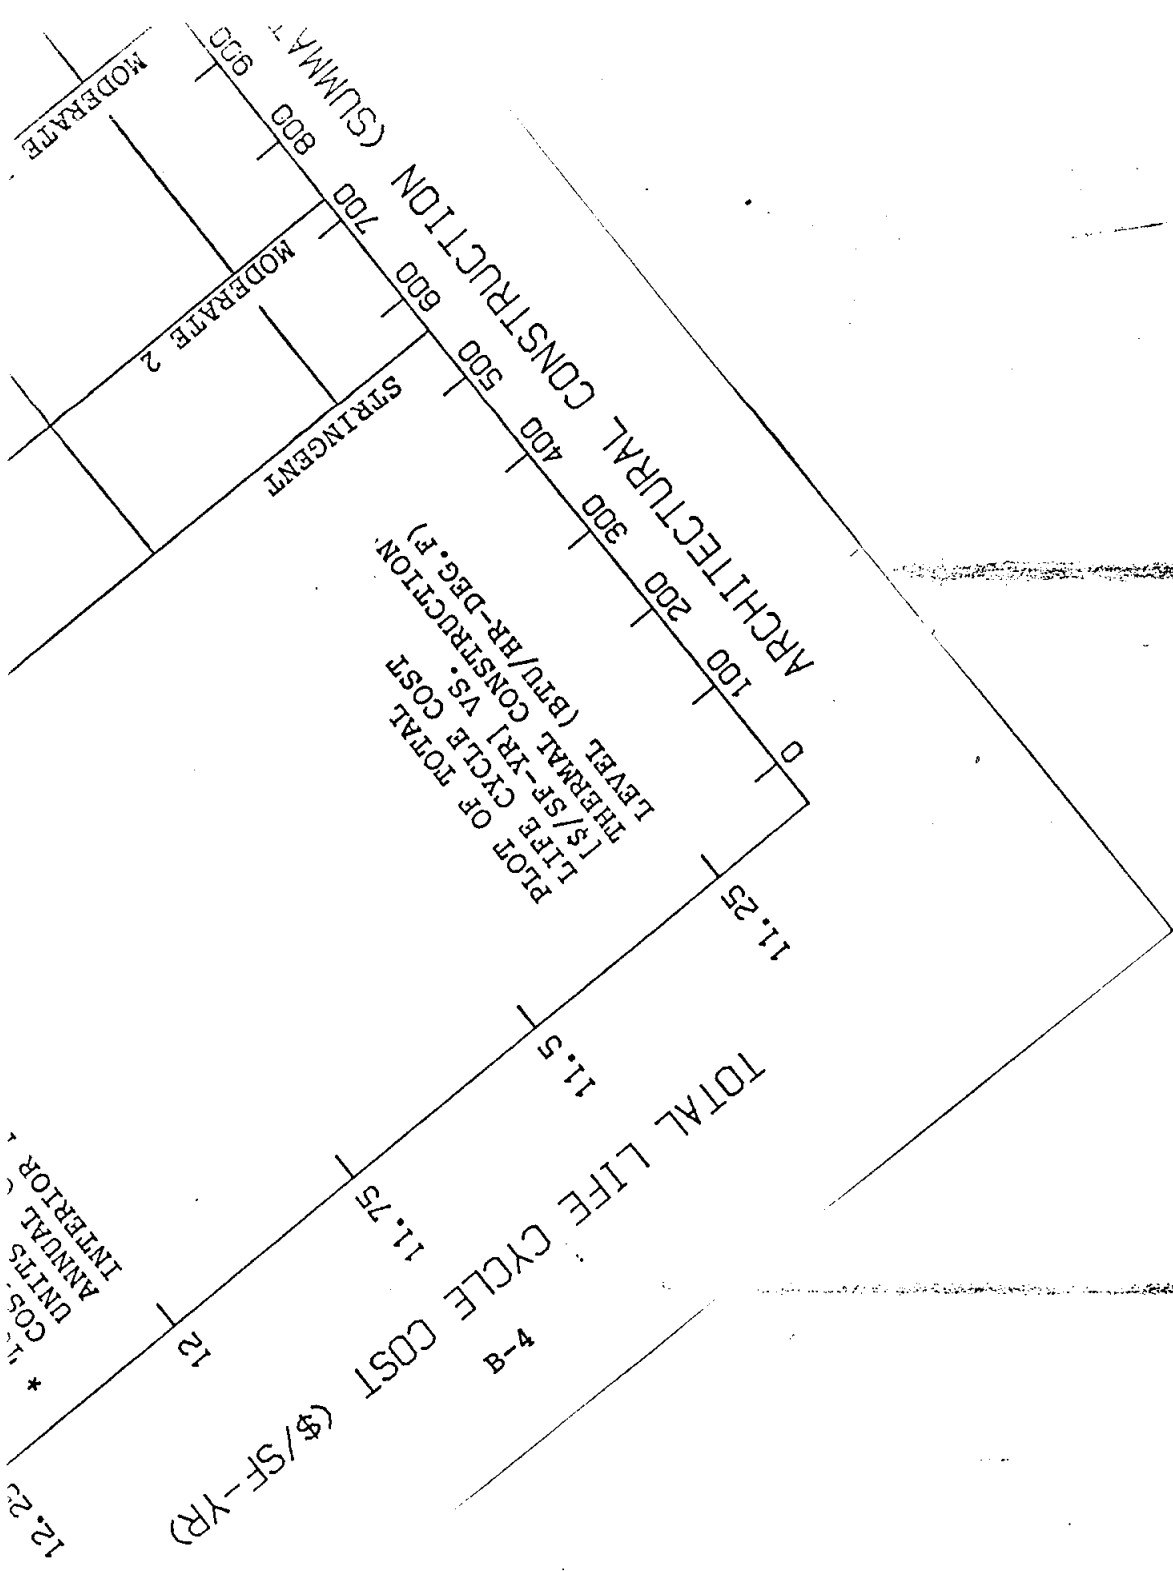 TOTAL LIFE CYCLE COST ($/SF-YR)
11.25
11.5
11.75
12
PLOT OF TOTAL
LIFE CYCLE COST
[$/SF-YR] VS.
THERMAL CONSTRUCTION
LEVEL (BTU/HR-DEG.F)
STRINGENT
MODERATE 2
MODERATE
0
100
200
300
400
500
600
700
800
900
ARCHITECTURAL CONSTRUCTION
UNITS
ANNUAL
INTERIOR
B-4